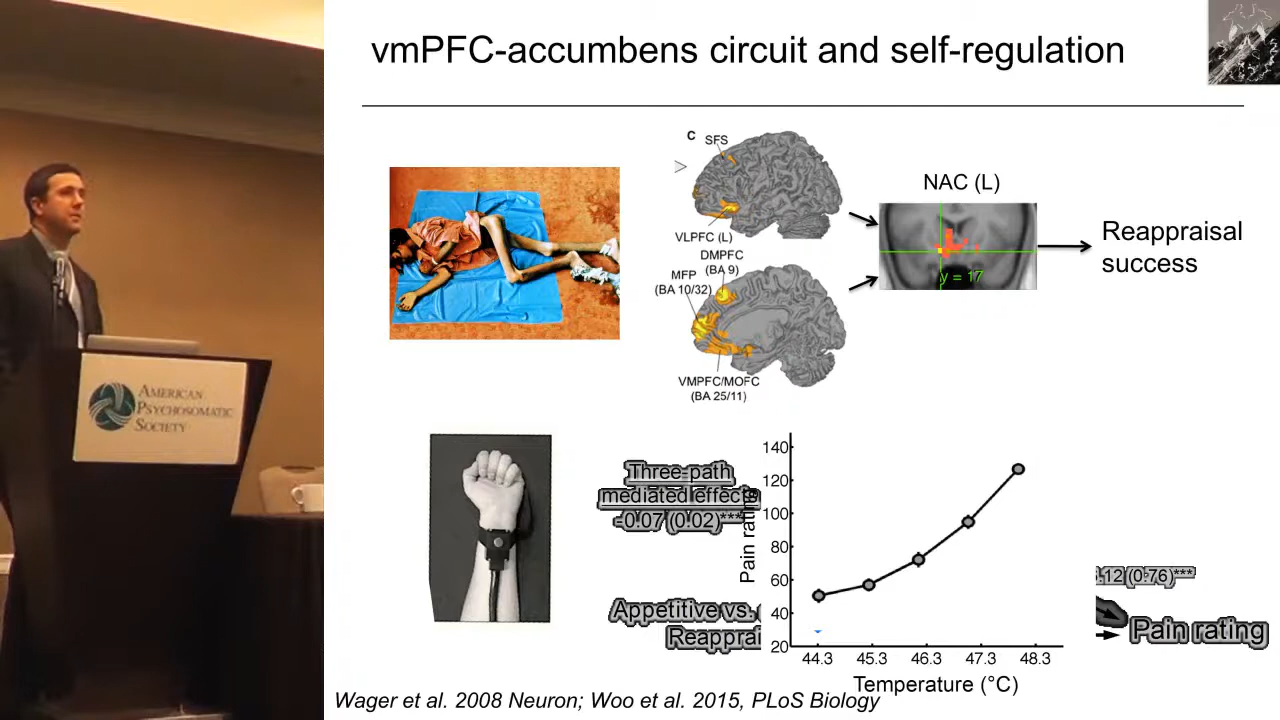 vmPFC-accumbens circuit and self-regulation
C
SFS
VLPFC (L)
DMPFC
(BA 9)
MFP
(BA 10/32)
VMPFC/MOFC
(BA 25/11)
NAC (L)
y = 17
Reappraisal
success
AMERICAN
PSYCHOSOMATIC
SOCIETY
Three-path
mediated effect
-0.07 (0.02)***
Appetitive vs.
Pain
140
120
100
80
60
40
20
44.3 45.3 46.3 47.3 48.3
Temperature (°C)
(0.76)***
Pain rating
Wager et al. 2008 Neuron; Woo et al. 2015, PLoS Biology